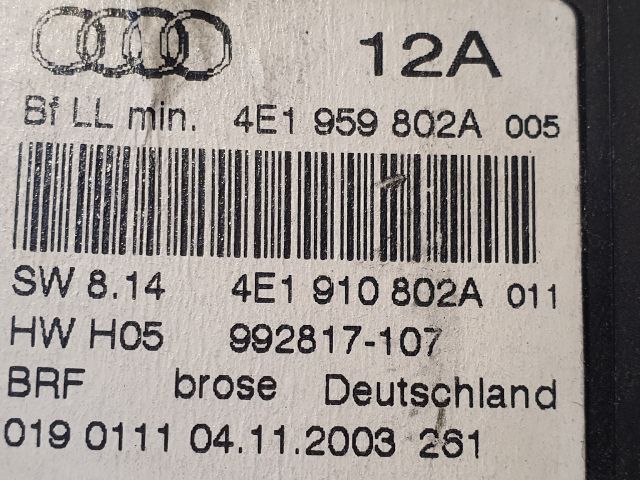 12A
Bf LL min. 4E1 959 802A 005
SW 8.14 4E1 910 802A 011
HW H05 992817-107
BRF brose Deutschland
019 0111 04.11.2003 261